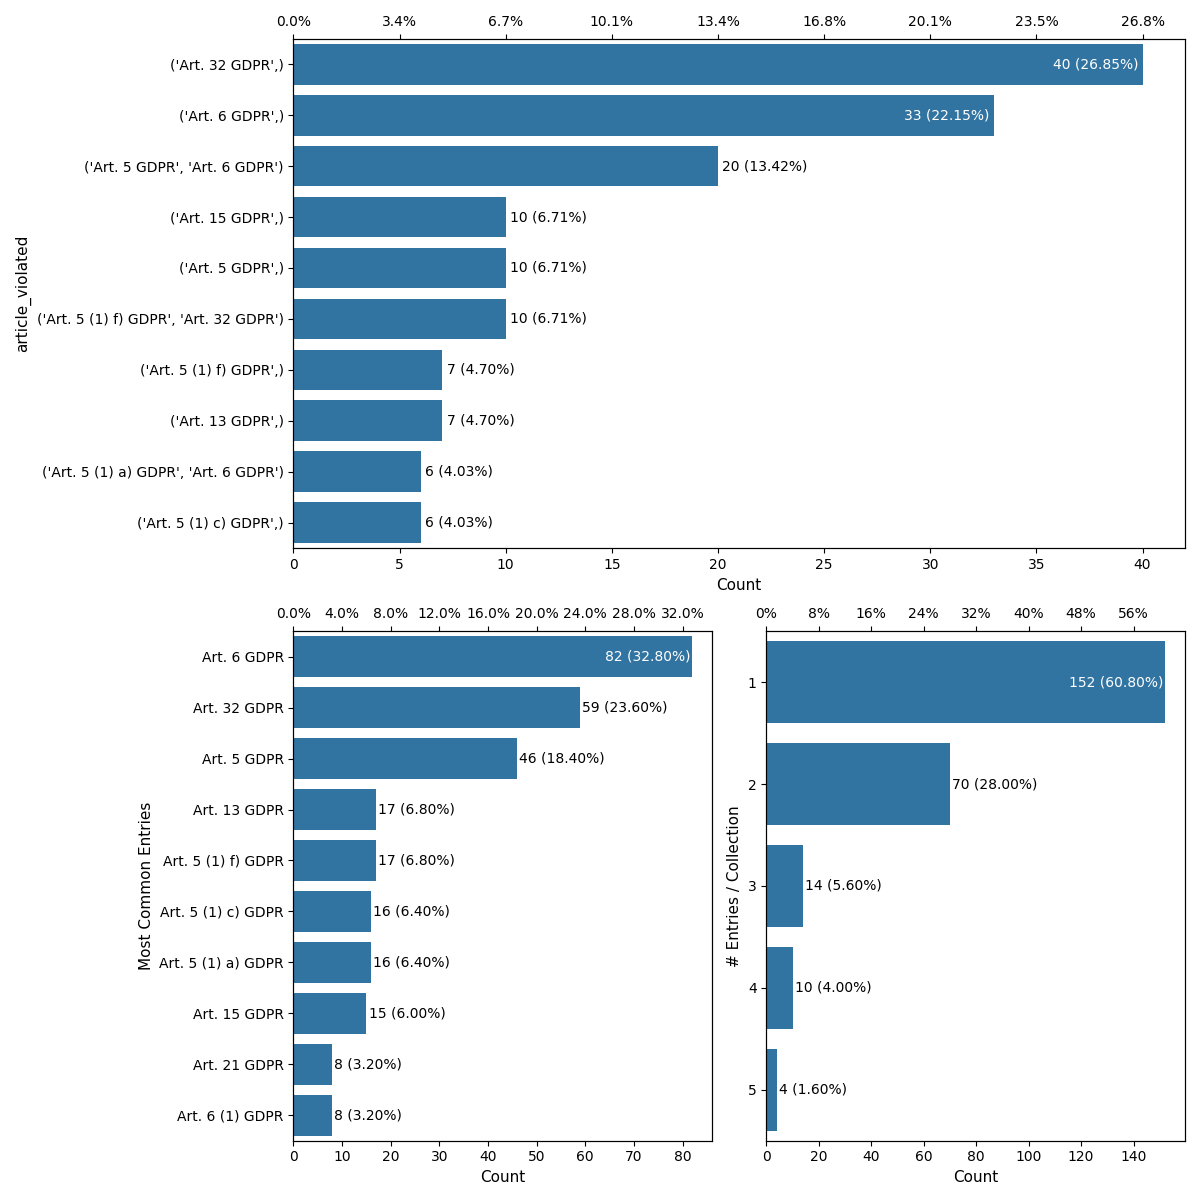 0.0% 3.4% 6.7% 10.1% 13.4% 16.8% 20.1% 23.5% 26.8%
article_violated
('Art. 32 GDPR',) 40 (26.85%)
('Art. 6 GDPR',) 33 (22.15%)
('Art. 5 GDPR', 'Art. 6 GDPR') 20 (13.42%)
('Art. 15 GDPR',) 10 (6.71%)
('Art. 5 GDPR',) 10 (6.71%)
('Art. 5 (1) f) GDPR', 'Art. 32 GDPR') 10 (6.71%)
('Art. 5 (1) f) GDPR',) 7 (4.70%)
('Art. 13 GDPR',) 7 (4.70%)
('Art. 5 (1) a) GDPR', 'Art. 6 GDPR') 6 (4.03%)
('Art. 5 (1) c) GDPR',) 6 (4.03%)
0 5 10 15 20 25 30 35 40
Count
0.0% 4.0% 8.0% 12.0% 16.0% 20.0% 24.0% 28.0% 32.0%
Most Common Entries
Art. 6 GDPR 82 (32.80%)
Art. 32 GDPR 59 (23.60%)
Art. 5 GDPR 46 (18.40%)
Art. 13 GDPR 17 (6.80%)
Art. 5 (1) f) GDPR 17 (6.80%)
Art. 5 (1) c) GDPR 16 (6.40%)
Art. 5 (1) a) GDPR 16 (6.40%)
Art. 15 GDPR 15 (6.00%)
Art. 21 GDPR 8 (3.20%)
Art. 6 (1) GDPR 8 (3.20%)
0 10 20 30 40 50 60 70 80
Count
0% 8% 16% 24% 32% 40% 48% 56%
# Entries / Collection
1 152 (60.80%)
2 70 (28.00%)
3 14 (5.60%)
4 10 (4.00%)
5 4 (1.60%)
0 20 40 60 80 100 120 140
Count